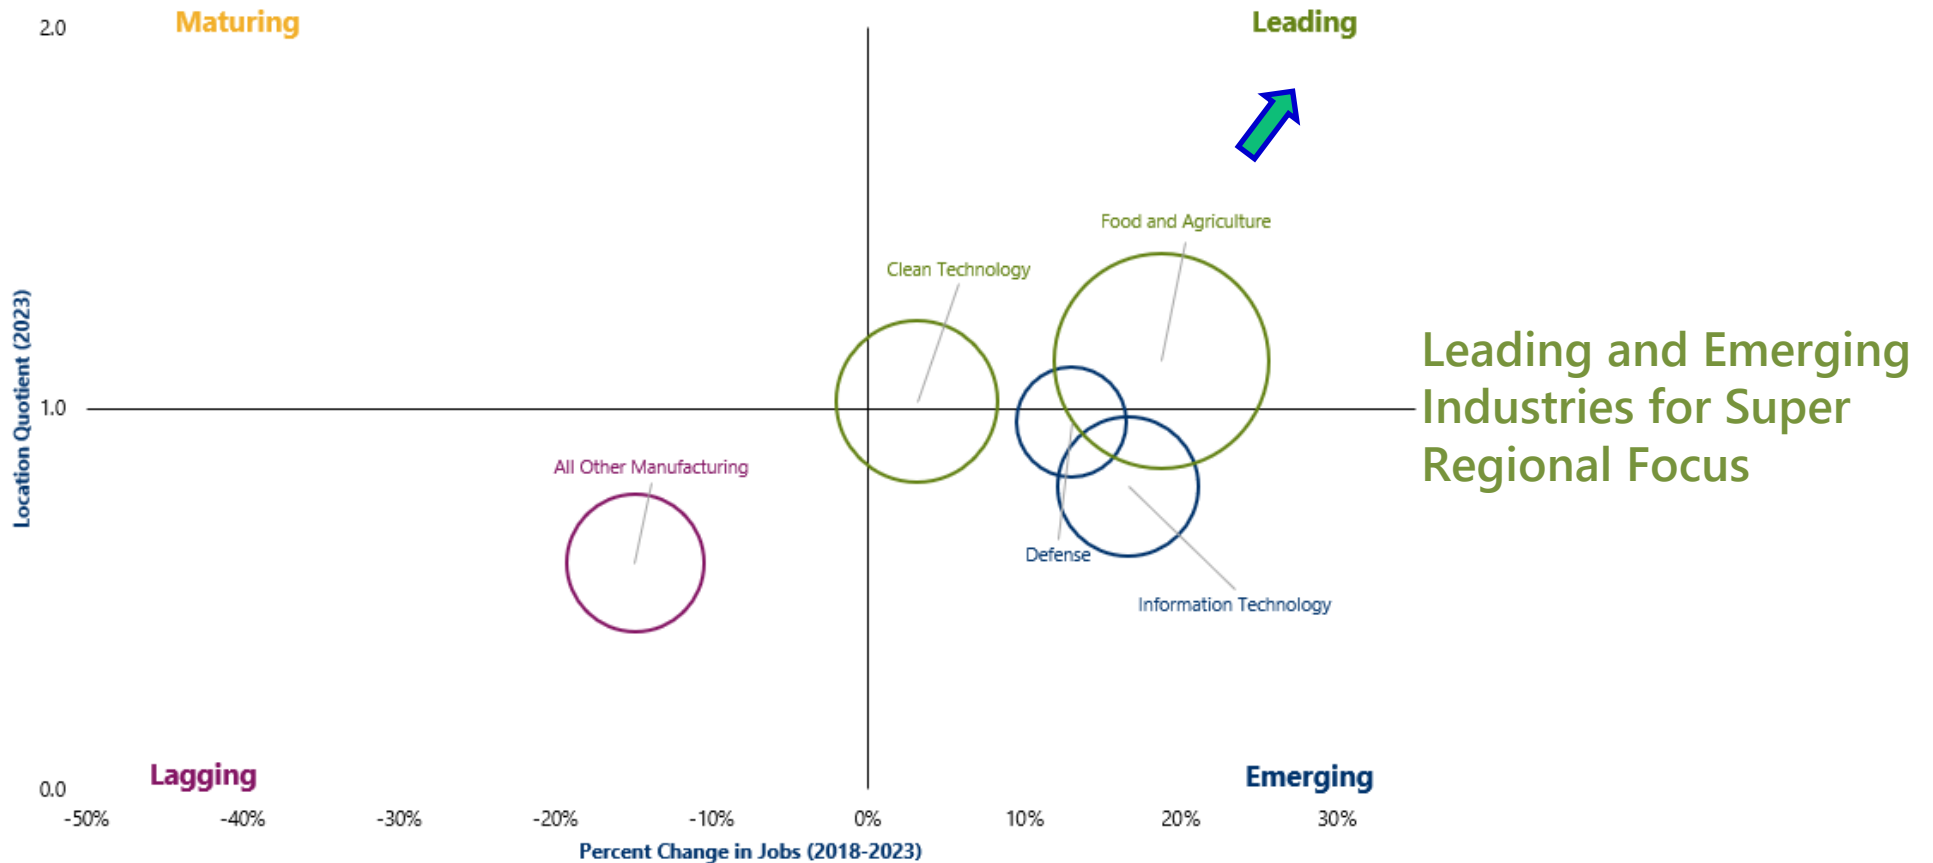 Maturing
Leading
2.0
Food and Agriculture
Clean Technology
Leading and Emerging
Industries for Super
Regional Focus
Location Quotient (2023)
1.0
All Other Manufacturing
Defense
Information Technology
Lagging
Emerging
0.0
-50% -40% -30% -20% -10% 0% 10% 20% 30%
Percent Change in Jobs (2018-2023)